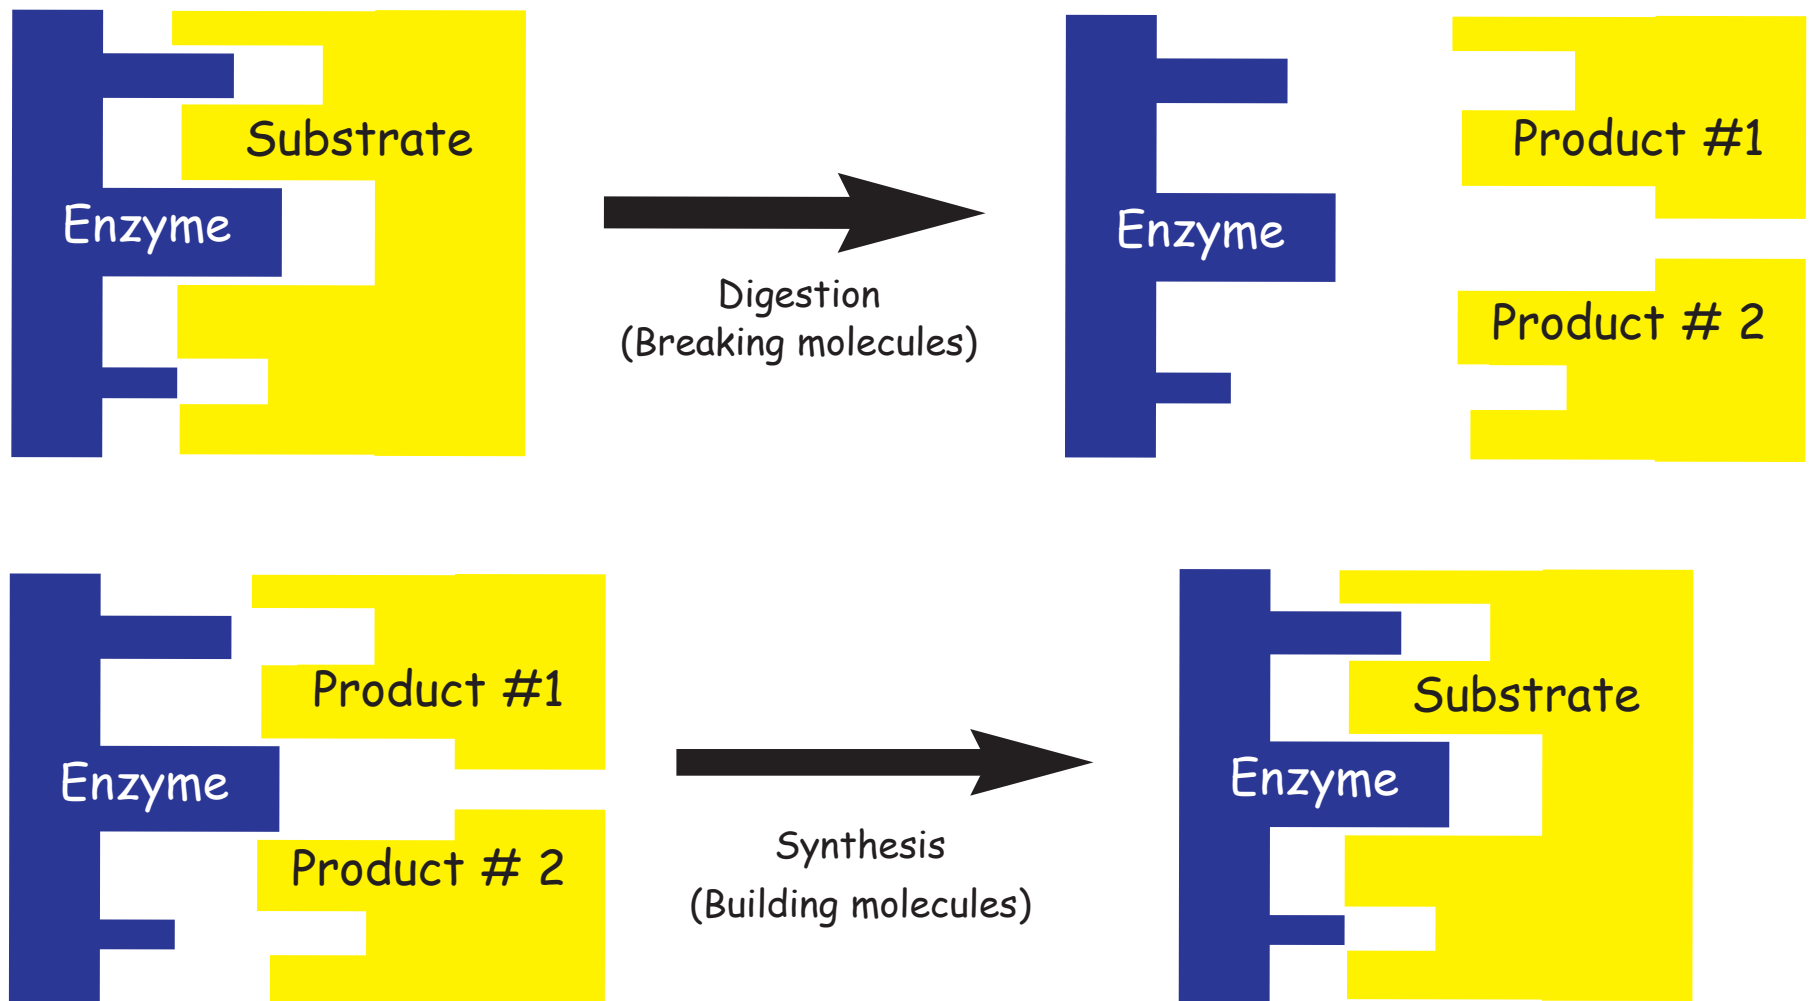 Substrate
Enzyme
Digestion
(Breaking molecules)
Enzyme
Product #1
Product # 2
Enzyme
Product #1
Product # 2
Synthesis
(Building molecules)
Substrate
Enzyme